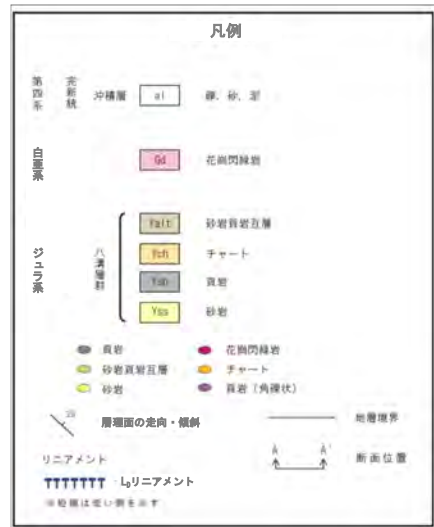 凡例
第四系 完新統 沖積層 al 礫、砂、泥
白亜系 Gd 花崗閃緑岩
ジュラ系 八溝層群
Yalt 砂岩頁岩互層
Ych チャート
Ysh 頁岩
Yss 砂岩
頁岩 花崗閃緑岩
砂岩頁岩互層 チャート
砂岩 頁岩(角礫状)
層理面の走向・傾斜 地層境界
リニアメント A A' 断面位置
LDリニアメント
※短線は低い側を示す